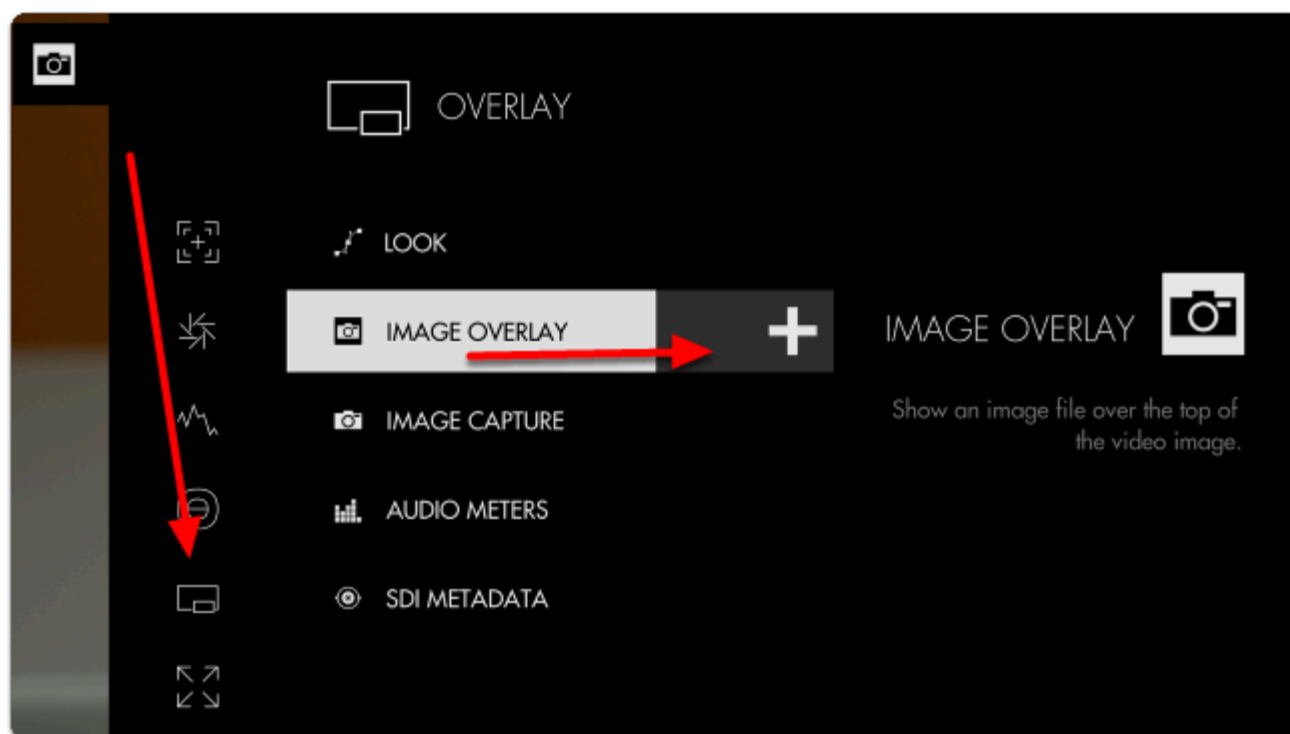 OVERLAY
LOOK
IMAGE OVERLAY
IMAGE OVERLAY
Show an image file over the top of
the video image.
IMAGE CAPTURE
AUDIO METERS
SDI METADATA